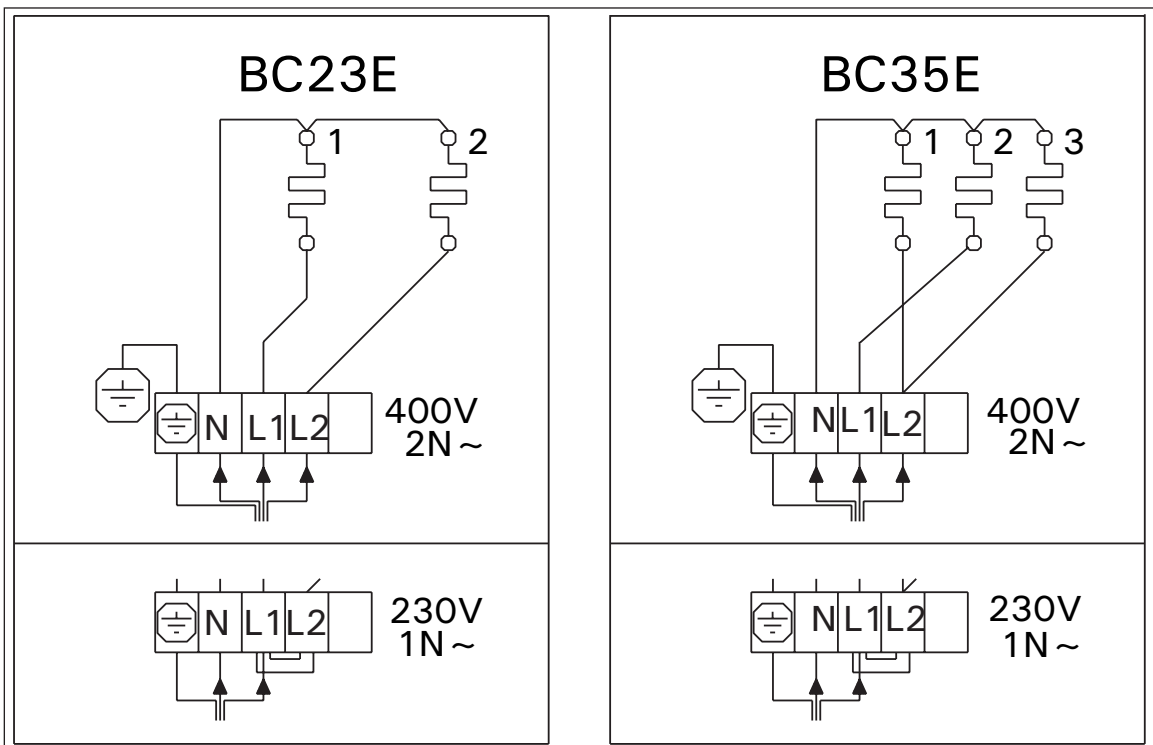 BC23E
1 2
N L1 L2
400V
2N ~
N L1 L2
230V
1N ~
BC35E
1 2 3
N L1 L2
400V
2N ~
N L1 L2
230V
1N ~